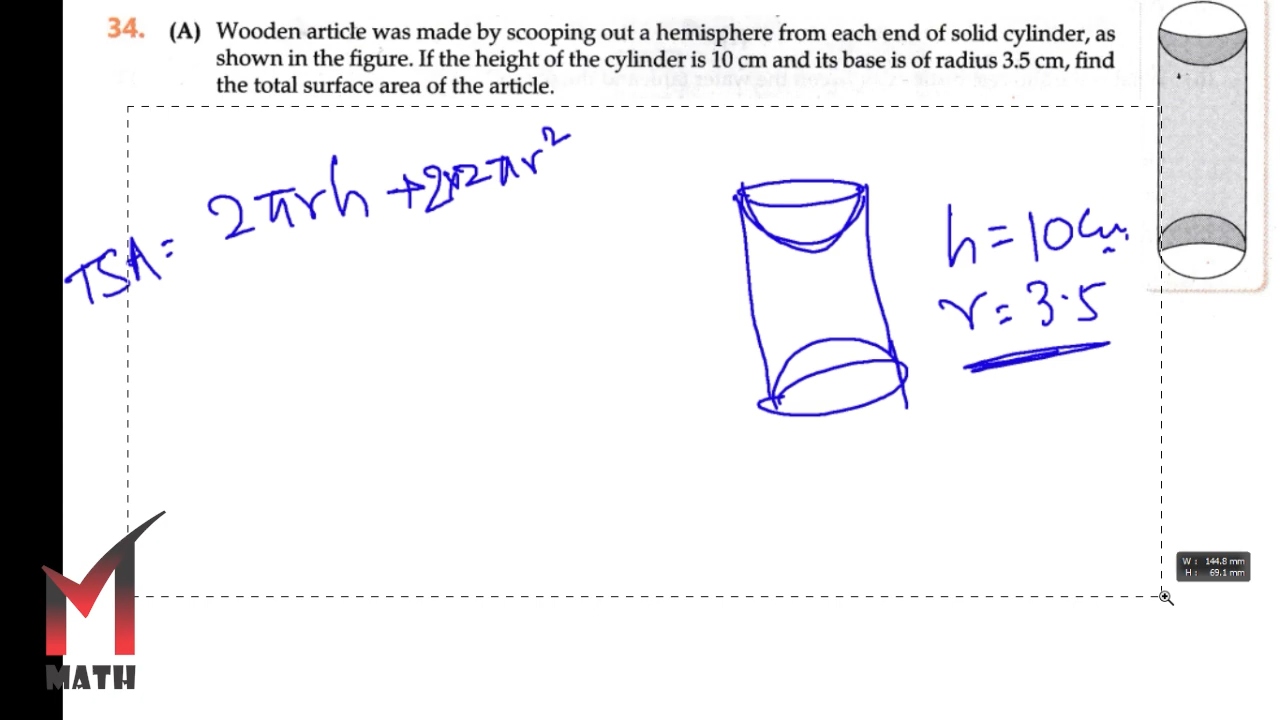 34. (A) Wooden article was made by scooping out a hemisphere from each end of solid cylinder, as
shown in the figure. If the height of the cylinder is 10 cm and its base is of radius 3.5 cm, find
the total surface area of the article.
TSA = 2πrh + 2×2πr²
h = 10 cm
r = 3.5
W : 144.8 mm
H : 69.1 mm
M
MATH